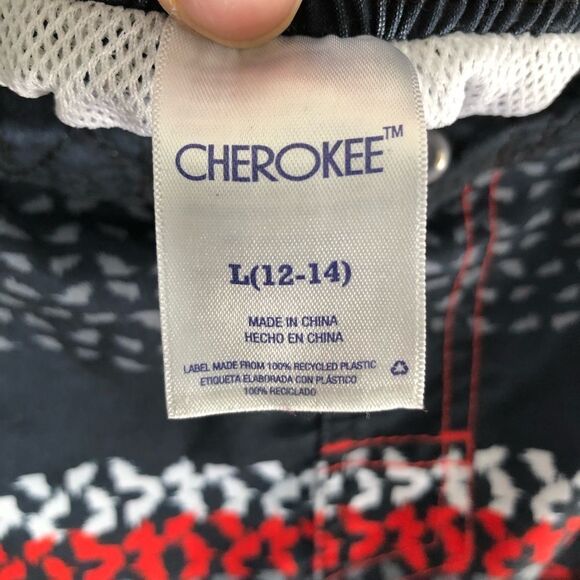 CHEROKEE™
L(12-14)
MADE IN CHINA
HECHO EN CHINA
LABEL MADE FROM 100% RECYCLED PLASTIC
ETIQUETA ELABORADA CON PLÁSTICO
100% RECICLADO